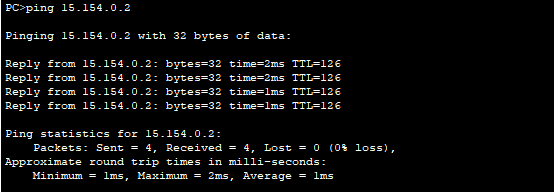 PC>ping 15.154.0.2
Pinging 15.154.0.2 with 32 bytes of data:
Reply from 15.154.0.2: bytes=32 time=2ms TTL=126
Reply from 15.154.0.2: bytes=32 time=2ms TTL=126
Reply from 15.154.0.2: bytes=32 time=1ms TTL=126
Reply from 15.154.0.2: bytes=32 time=1ms TTL=126
Ping statistics for 15.154.0.2:
Packets: Sent = 4, Received = 4, Lost = 0 (0% loss),
Approximate round trip times in milli-seconds:
Minimum = 1ms, Maximum = 2ms, Average = 1ms